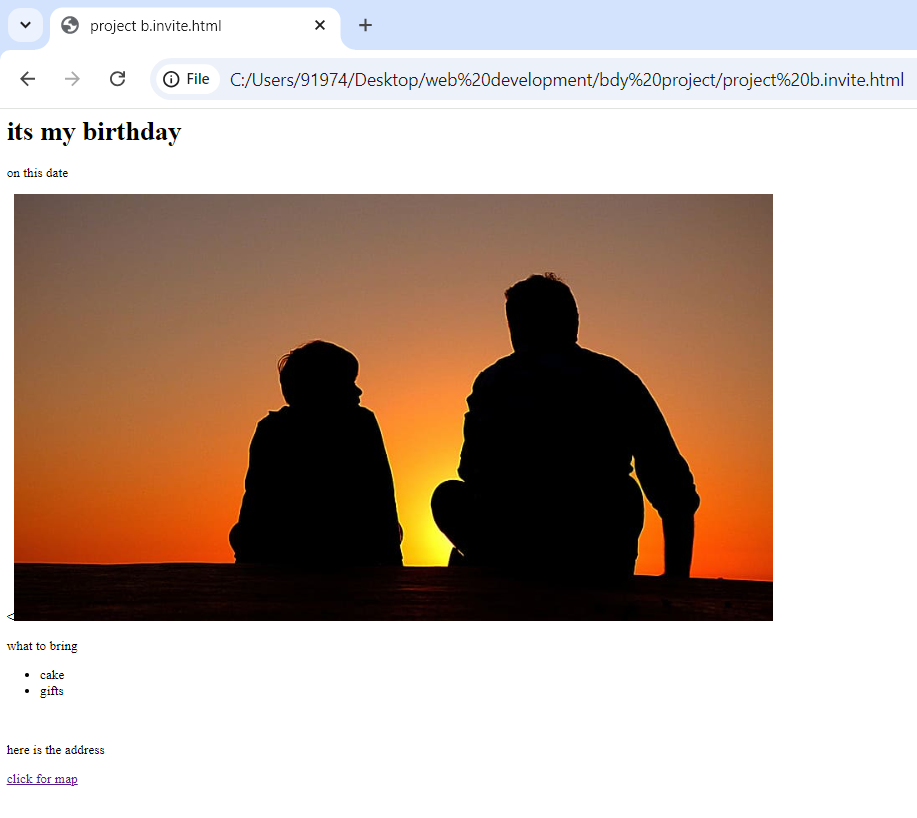 project b.invite.html
File C:/Users/91974/Desktop/web%20development/bdy%20project/project%20b.invite.html
its my birthday
on this date
<
what to bring
cake
gifts
here is the address
click for map